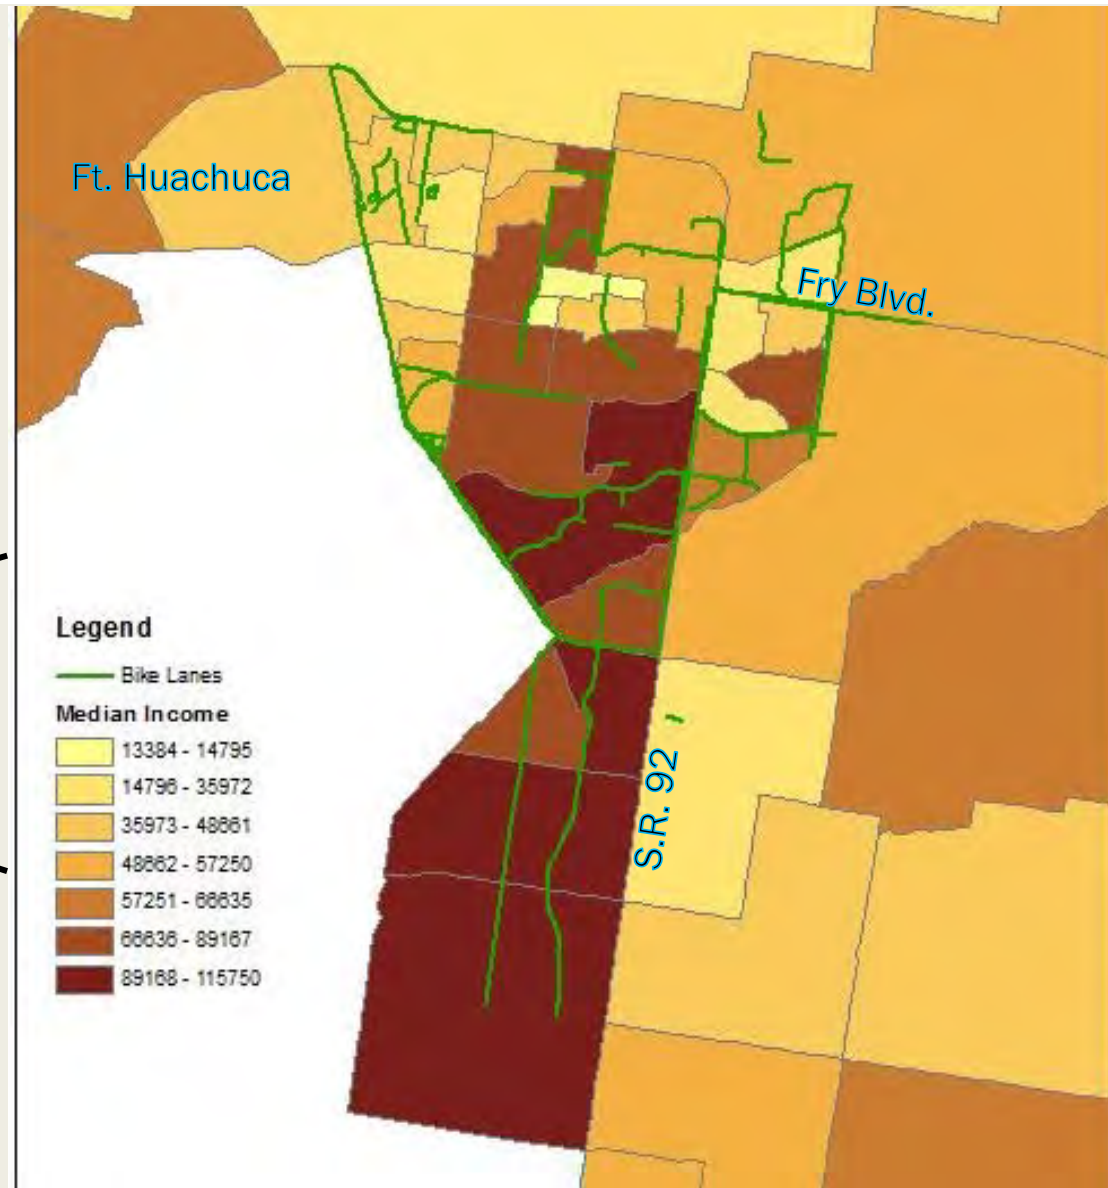 Ft. Huachuca
Fry Blvd.
S.R. 92
Legend
Bike Lanes
Median Income
13384 - 14795
14796 - 35972
35973 - 48661
48662 - 57250
57251 - 66635
66636 - 89167
89168 - 115750